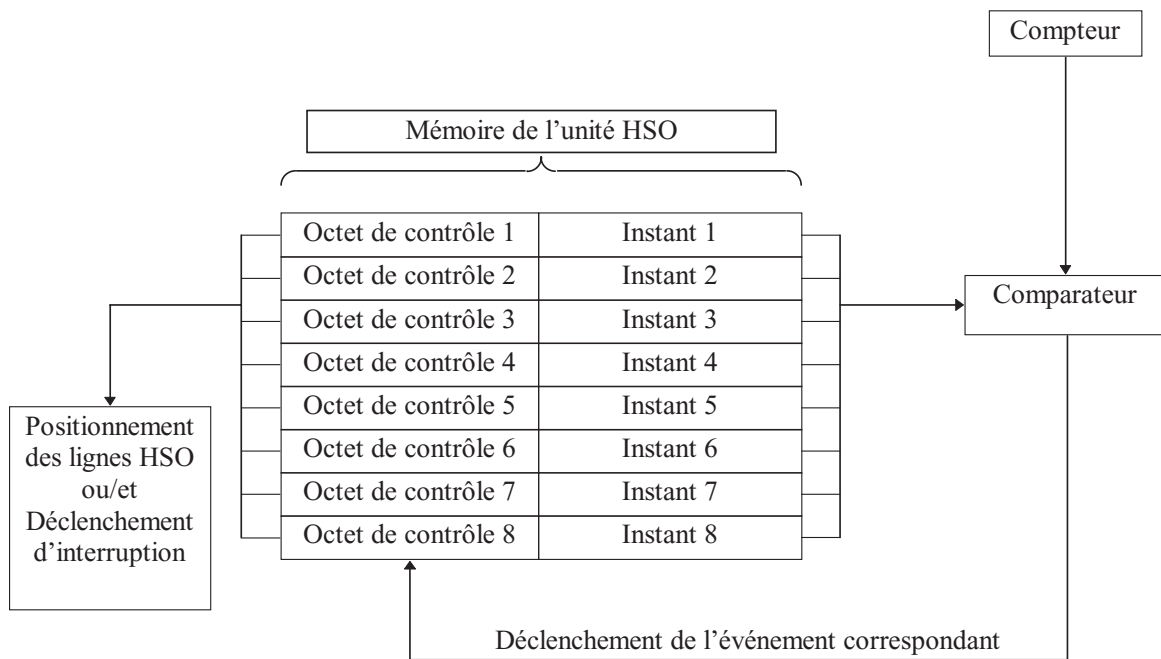 Compteur
Mémoire de l’unité HSO
Octet de contrôle 1 Instant 1
Octet de contrôle 2 Instant 2
Octet de contrôle 3 Instant 3
Octet de contrôle 4 Instant 4
Octet de contrôle 5 Instant 5
Octet de contrôle 6 Instant 6
Octet de contrôle 7 Instant 7
Octet de contrôle 8 Instant 8
Comparateur
Positionnement
des lignes HSO
ou/et
Déclenchement
d’interruption
Déclenchement de l’événement correspondant